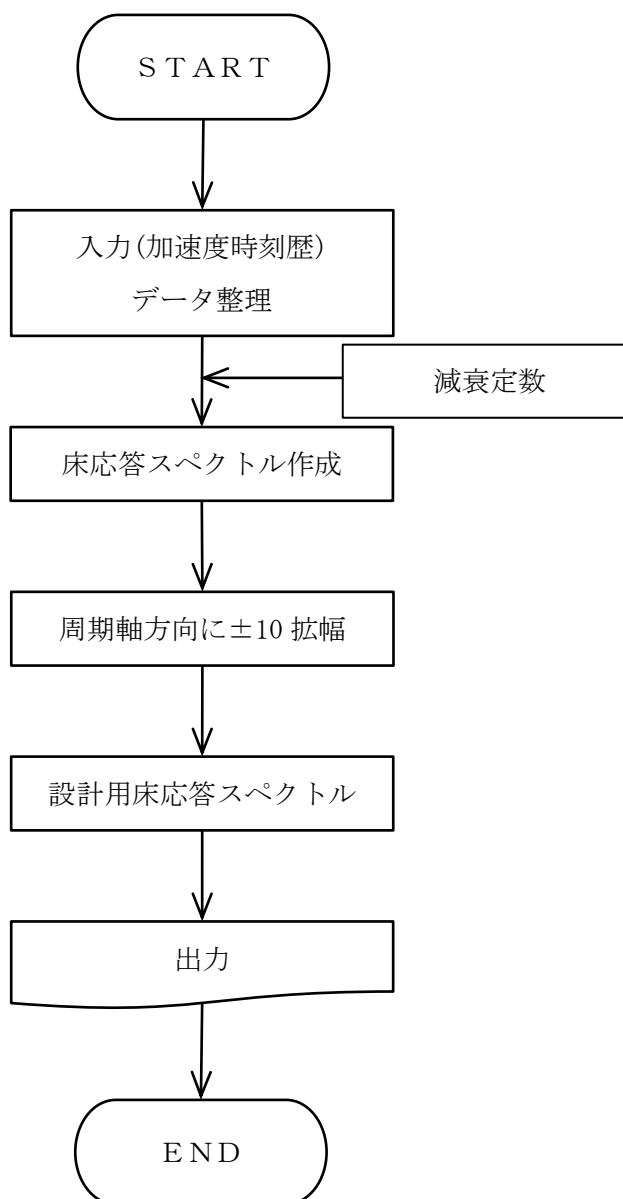 ＳＴＡＲＴ
入力(加速度時刻歴)
データ整理
減衰定数
床応答スペクトル作成
周期軸方向に±10 拡幅
設計用床応答スペクトル
出力
ＥＮＤ